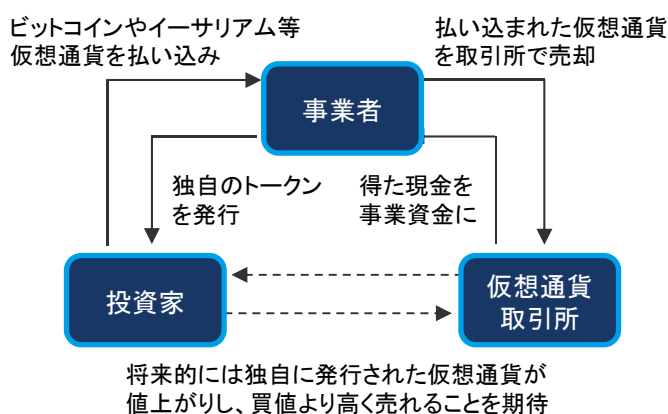 ビットコインやイーサリアム等
仮想通貨を払い込み
払い込まれた仮想通貨
を取引所で売却
事業者
独自のトークン
を発行
得た現金を
事業資金に
投資家
仮想通貨
取引所
将来的には独自に発行された仮想通貨が
値上がりし、買値より高く売れることを期待